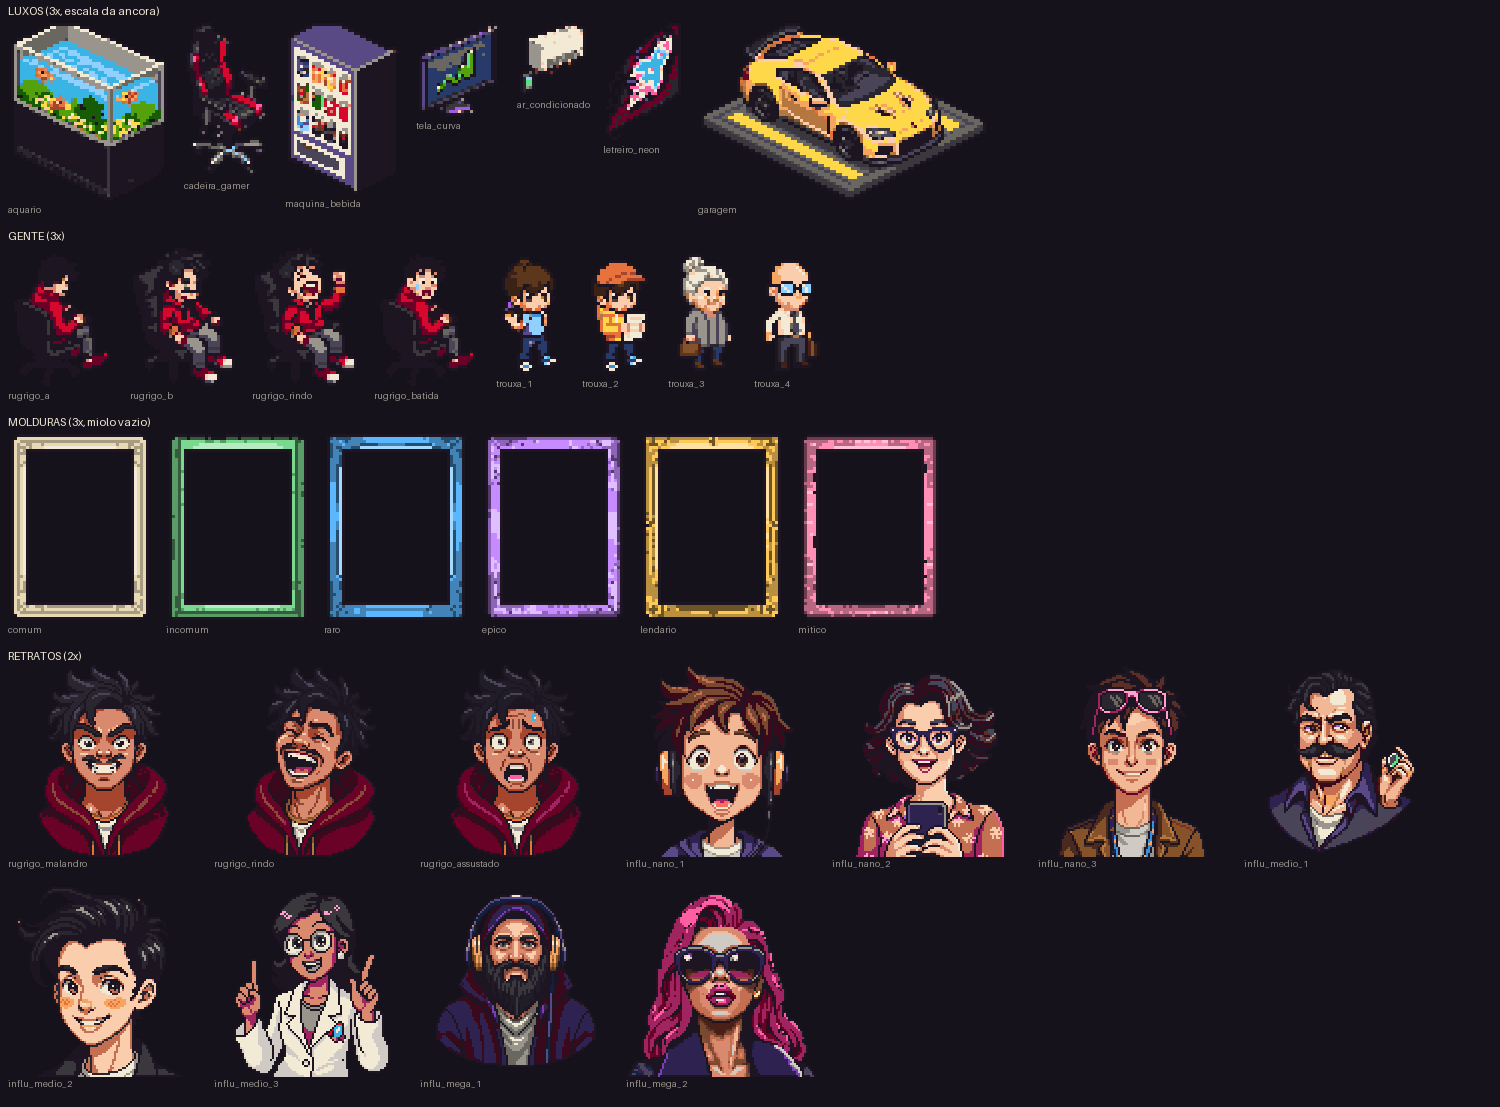 LUXOS (3x, escala da ancora)
aquario
cadeira_gamer
maquina_bebida
tela_curva
ar_condicionado
letreiro_neon
garagem
GENTE (3x)
rugrigo_a
rugrigo_b
rugrigo_rindo
rugrigo_batida
trouxa_1
trouxa_2
trouxa_3
trouxa_4
MOLDURAS (3x, miolo vazio)
comum
incomum
raro
epico
lendario
mitico
RETRATOS (2x)
rugrigo_malandro
rugrigo_rindo
rugrigo_assustado
influ_nano_1
influ_nano_2
influ_nano_3
influ_medio_1
influ_medio_2
influ_medio_3
influ_mega_1
influ_mega_2